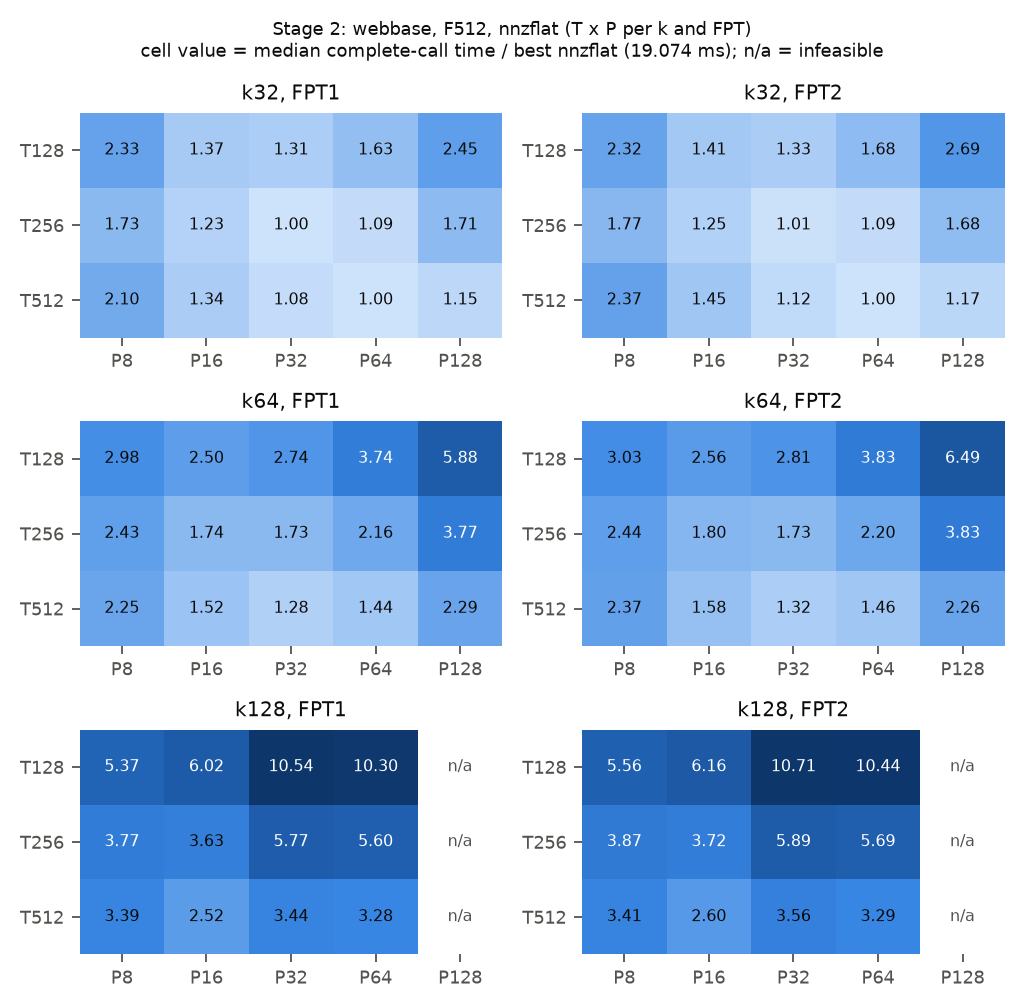 Stage 2: webbase, F512, nnzflat (T x P per k and FPT)
cell value = median complete-call time / best nnzflat (19.074 ms); n/a = infeasible
k32, FPT1
T128 2.33 1.37 1.31 1.63 2.45
T256 1.73 1.23 1.00 1.09 1.71
T512 2.10 1.34 1.08 1.00 1.15
P8 P16 P32 P64 P128
k32, FPT2
T128 2.32 1.41 1.33 1.68 2.69
T256 1.77 1.25 1.01 1.09 1.68
T512 2.37 1.45 1.12 1.00 1.17
P8 P16 P32 P64 P128
k64, FPT1
T128 2.98 2.50 2.74 3.74 5.88
T256 2.43 1.74 1.73 2.16 3.77
T512 2.25 1.52 1.28 1.44 2.29
P8 P16 P32 P64 P128
k64, FPT2
T128 3.03 2.56 2.81 3.83 6.49
T256 2.44 1.80 1.73 2.20 3.83
T512 2.37 1.58 1.32 1.46 2.26
P8 P16 P32 P64 P128
k128, FPT1
T128 5.37 6.02 10.54 10.30 n/a
T256 3.77 3.63 5.77 5.60 n/a
T512 3.39 2.52 3.44 3.28 n/a
P8 P16 P32 P64 P128
k128, FPT2
T128 5.56 6.16 10.71 10.44 n/a
T256 3.87 3.72 5.89 5.69 n/a
T512 3.41 2.60 3.56 3.29 n/a
P8 P16 P32 P64 P128